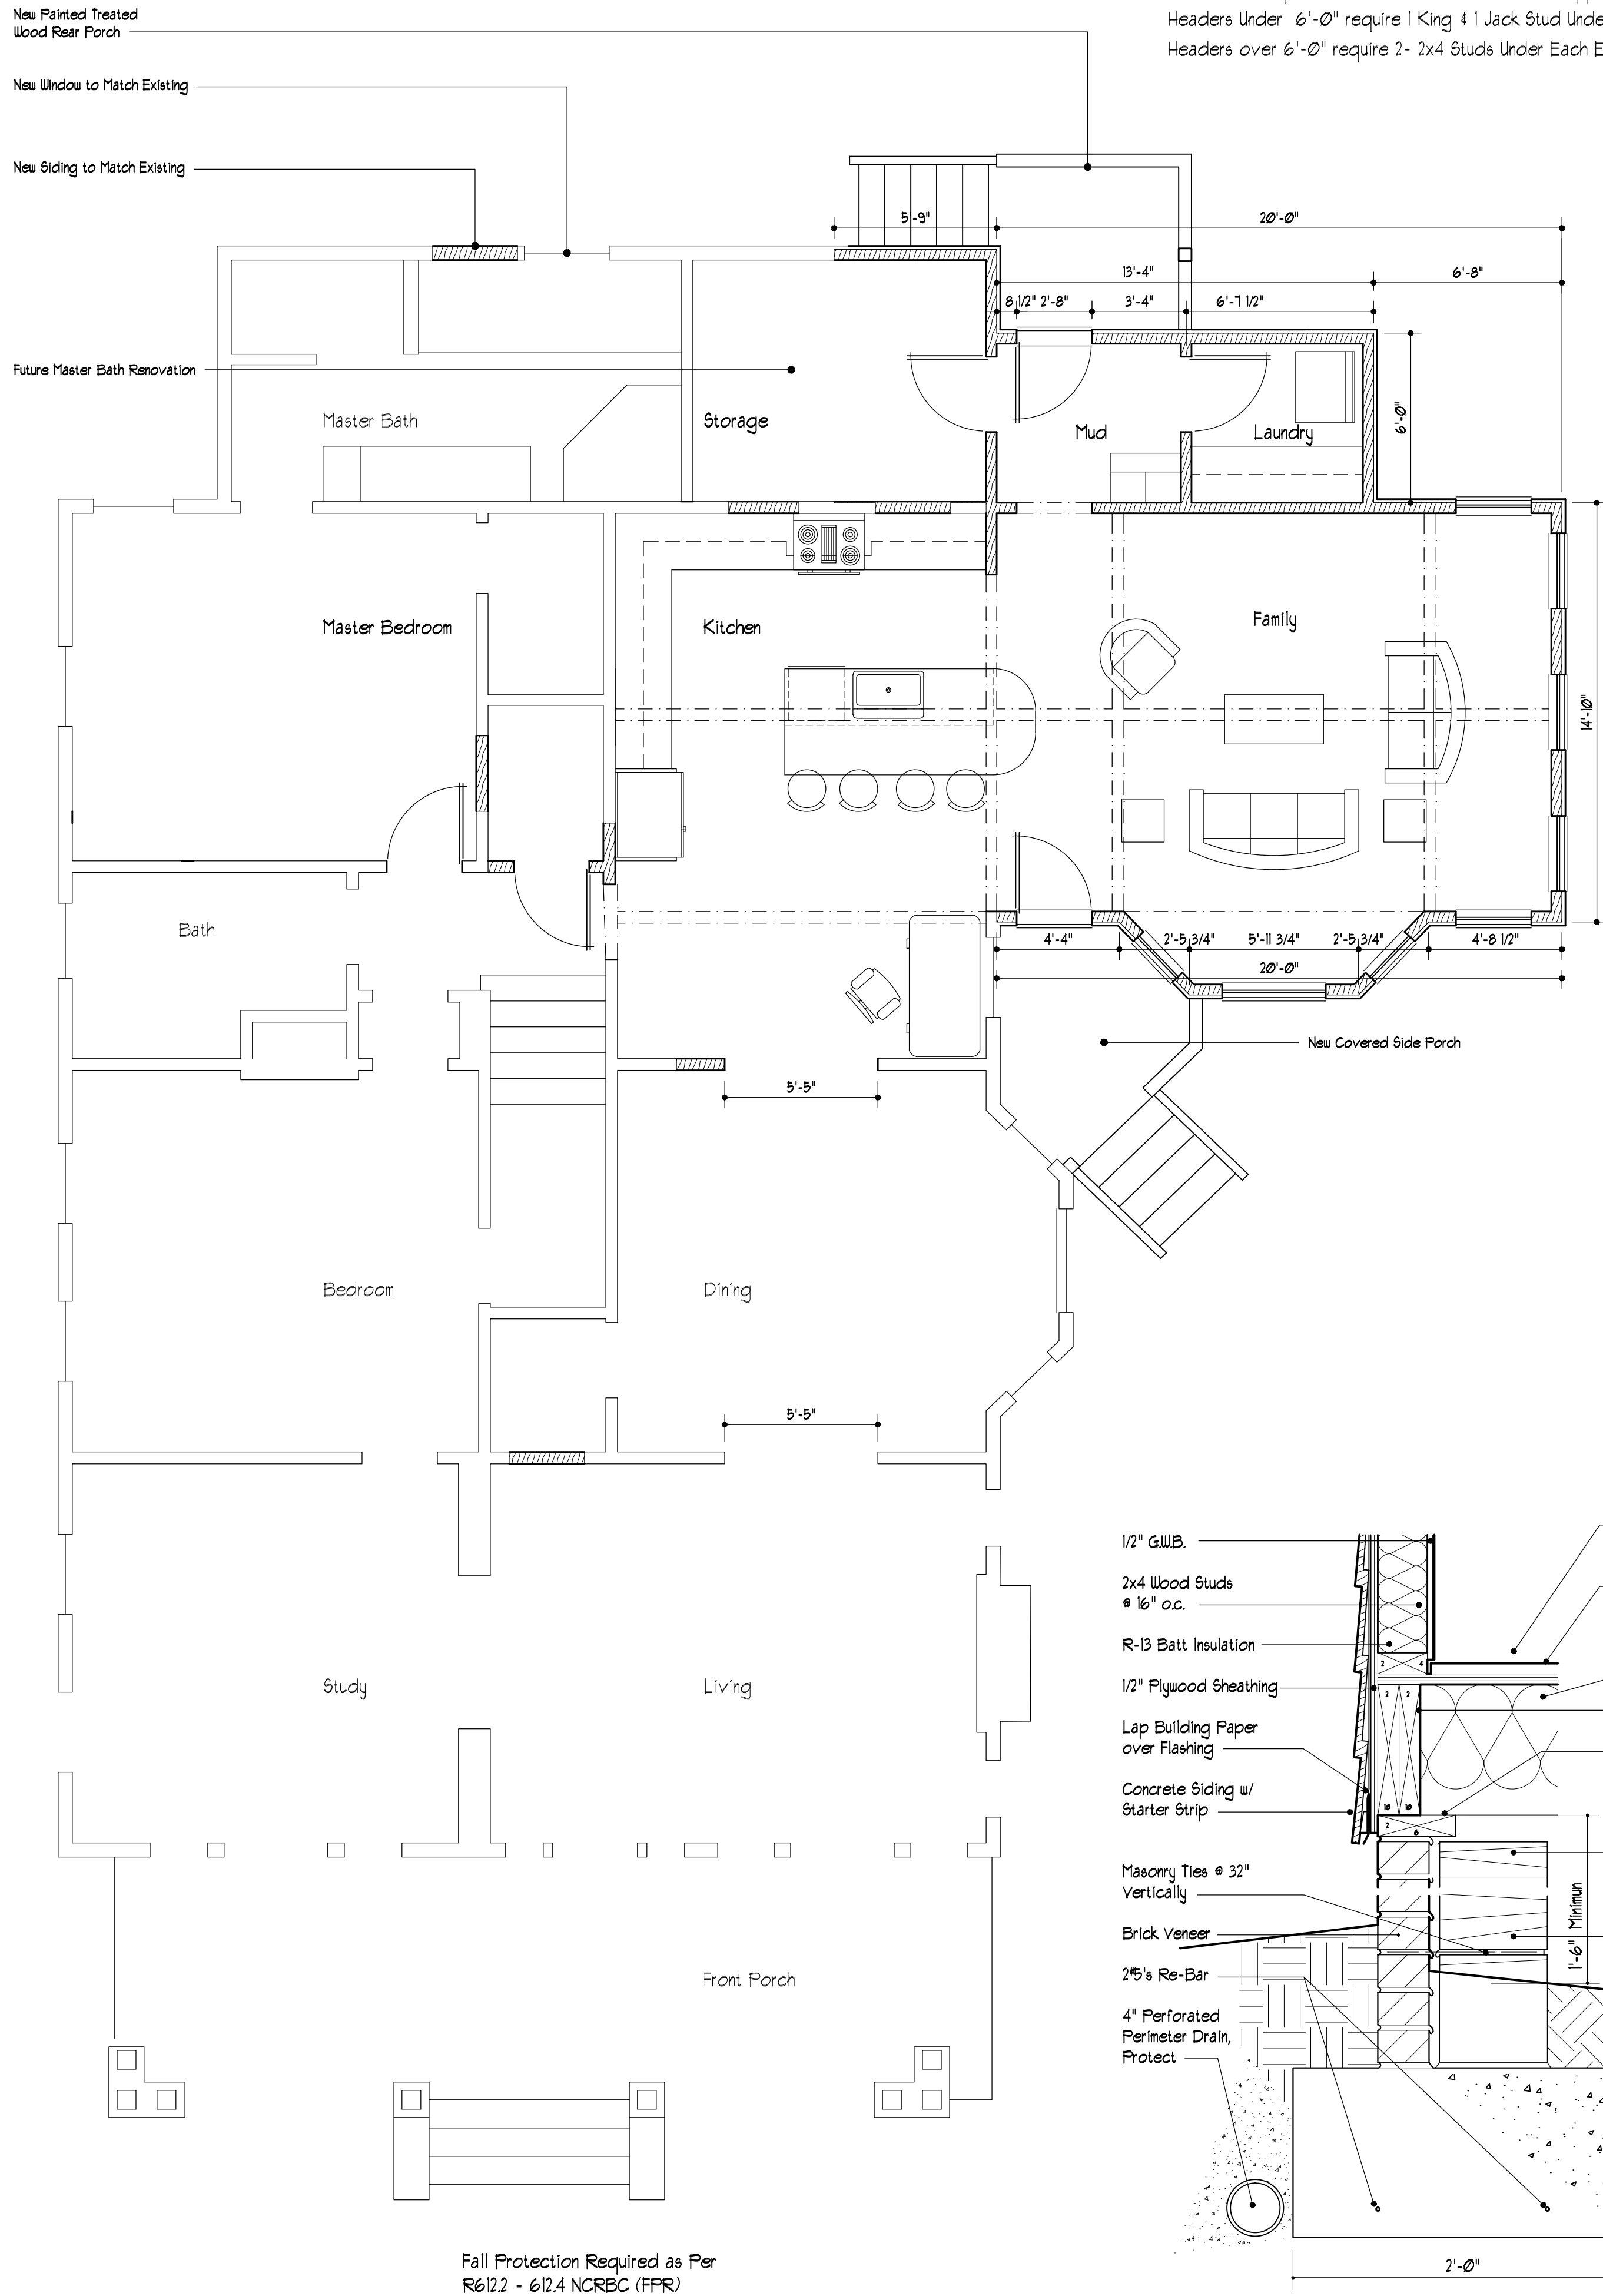 New Painted Treated
Wood Rear Porch
Headers Under 6'-0" require 1 King & 1 Jack Stud Unde
Headers over 6'-0" require 2- 2x4 Studs Under Each E
New Window to Match Existing
New Siding to Match Existing
5'-9"
20'-0"
13'-4"
6'-8"
8 1/2"
2'-8"
3'-4"
6'-7 1/2"
Future Master Bath Renovation
Master Bath
Storage
Mud
Laundry
6'-0"
Master Bedroom
Kitchen
Family
14'-10"
Bath
4'-4"
2'-5 3/4"
5'-11 3/4"
2'-5 3/4"
4'-8 1/2"
20'-0"
New Covered Side Porch
5'-5"
Bedroom
Dining
5'-5"
Study
Living
Front Porch
1/2" G.W.B.
2x4 Wood Studs
@ 16" o.c.
R-13 Batt Insulation
2 4
1/2" Plywood Sheathing
2 2
Lap Building Paper
over Flashing
Concrete Siding w/
Starter Strip
10 10
2 6
Masonry Ties @ 32"
Vertically
Brick Veneer
1'-6" Minimun
2#5's Re-Bar
4" Perforated
Perimeter Drain,
Protect
2'-0"
Fall Protection Required as Per
R612.2 - 612.4 NCRBC (FPR)